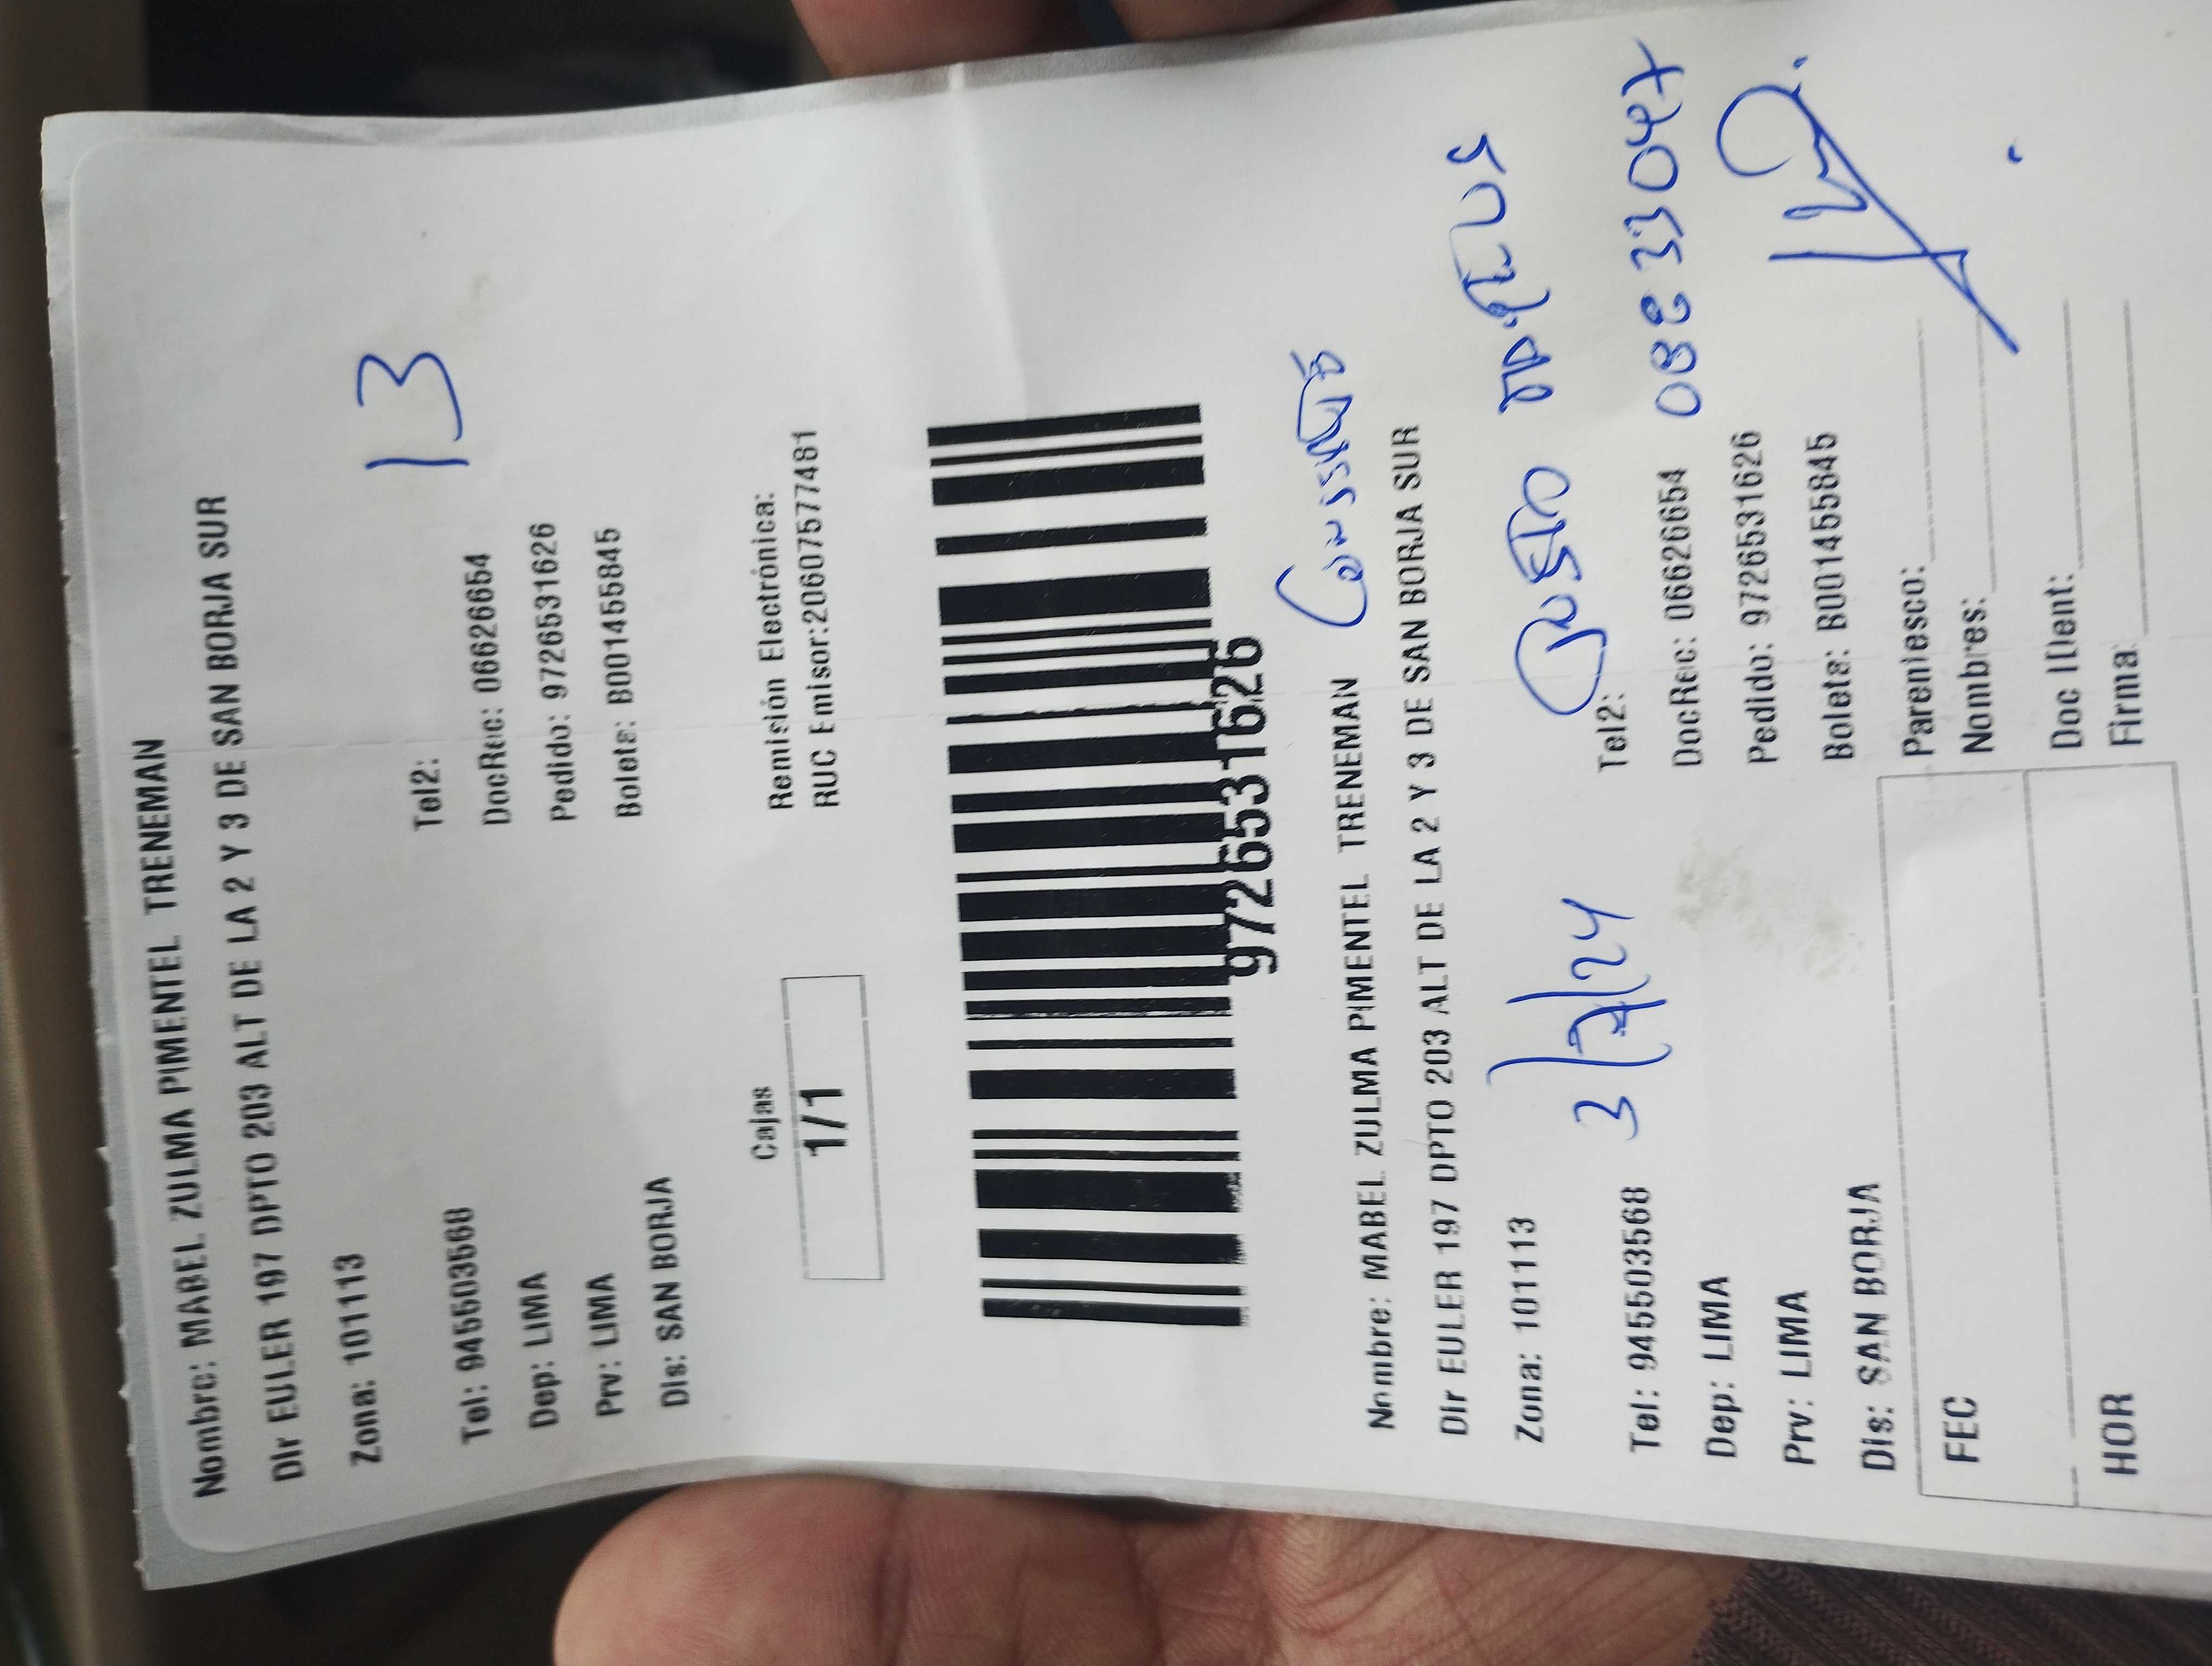 Nombre: MABEL ZULMA PIMENTEL TRENEMAN
Dir EULER 197 DPTO 203 ALT DE LA 2 Y 3 DE SAN BORJA SUR
Zona: 101113
13
Tel: 945503568 Tel2:
Dep: LIMA DocRec: 06626654
Prv: LIMA Pedido: 9726531626
Dis: SAN BORJA Boleta: B001455845
Cajas Remisión Electrónica:
1/1 RUC Emisor:20607577481
9726531626
Nombre: MABEL ZULMA PIMENTEL TRENEMAN
Dir EULER 197 DPTO 203 ALT DE LA 2 Y 3 DE SAN BORJA SUR
Zona: 101113
3/7/24
Tel: 945503568 Tel2:
Dep: LIMA DocRec: 06626654
Prv: LIMA Pedido: 9726531626
Dis: SAN BORJA Boleta: B001455845
Parentesco:
FEC Nombres:
Doc IDent:
HOR Firma: